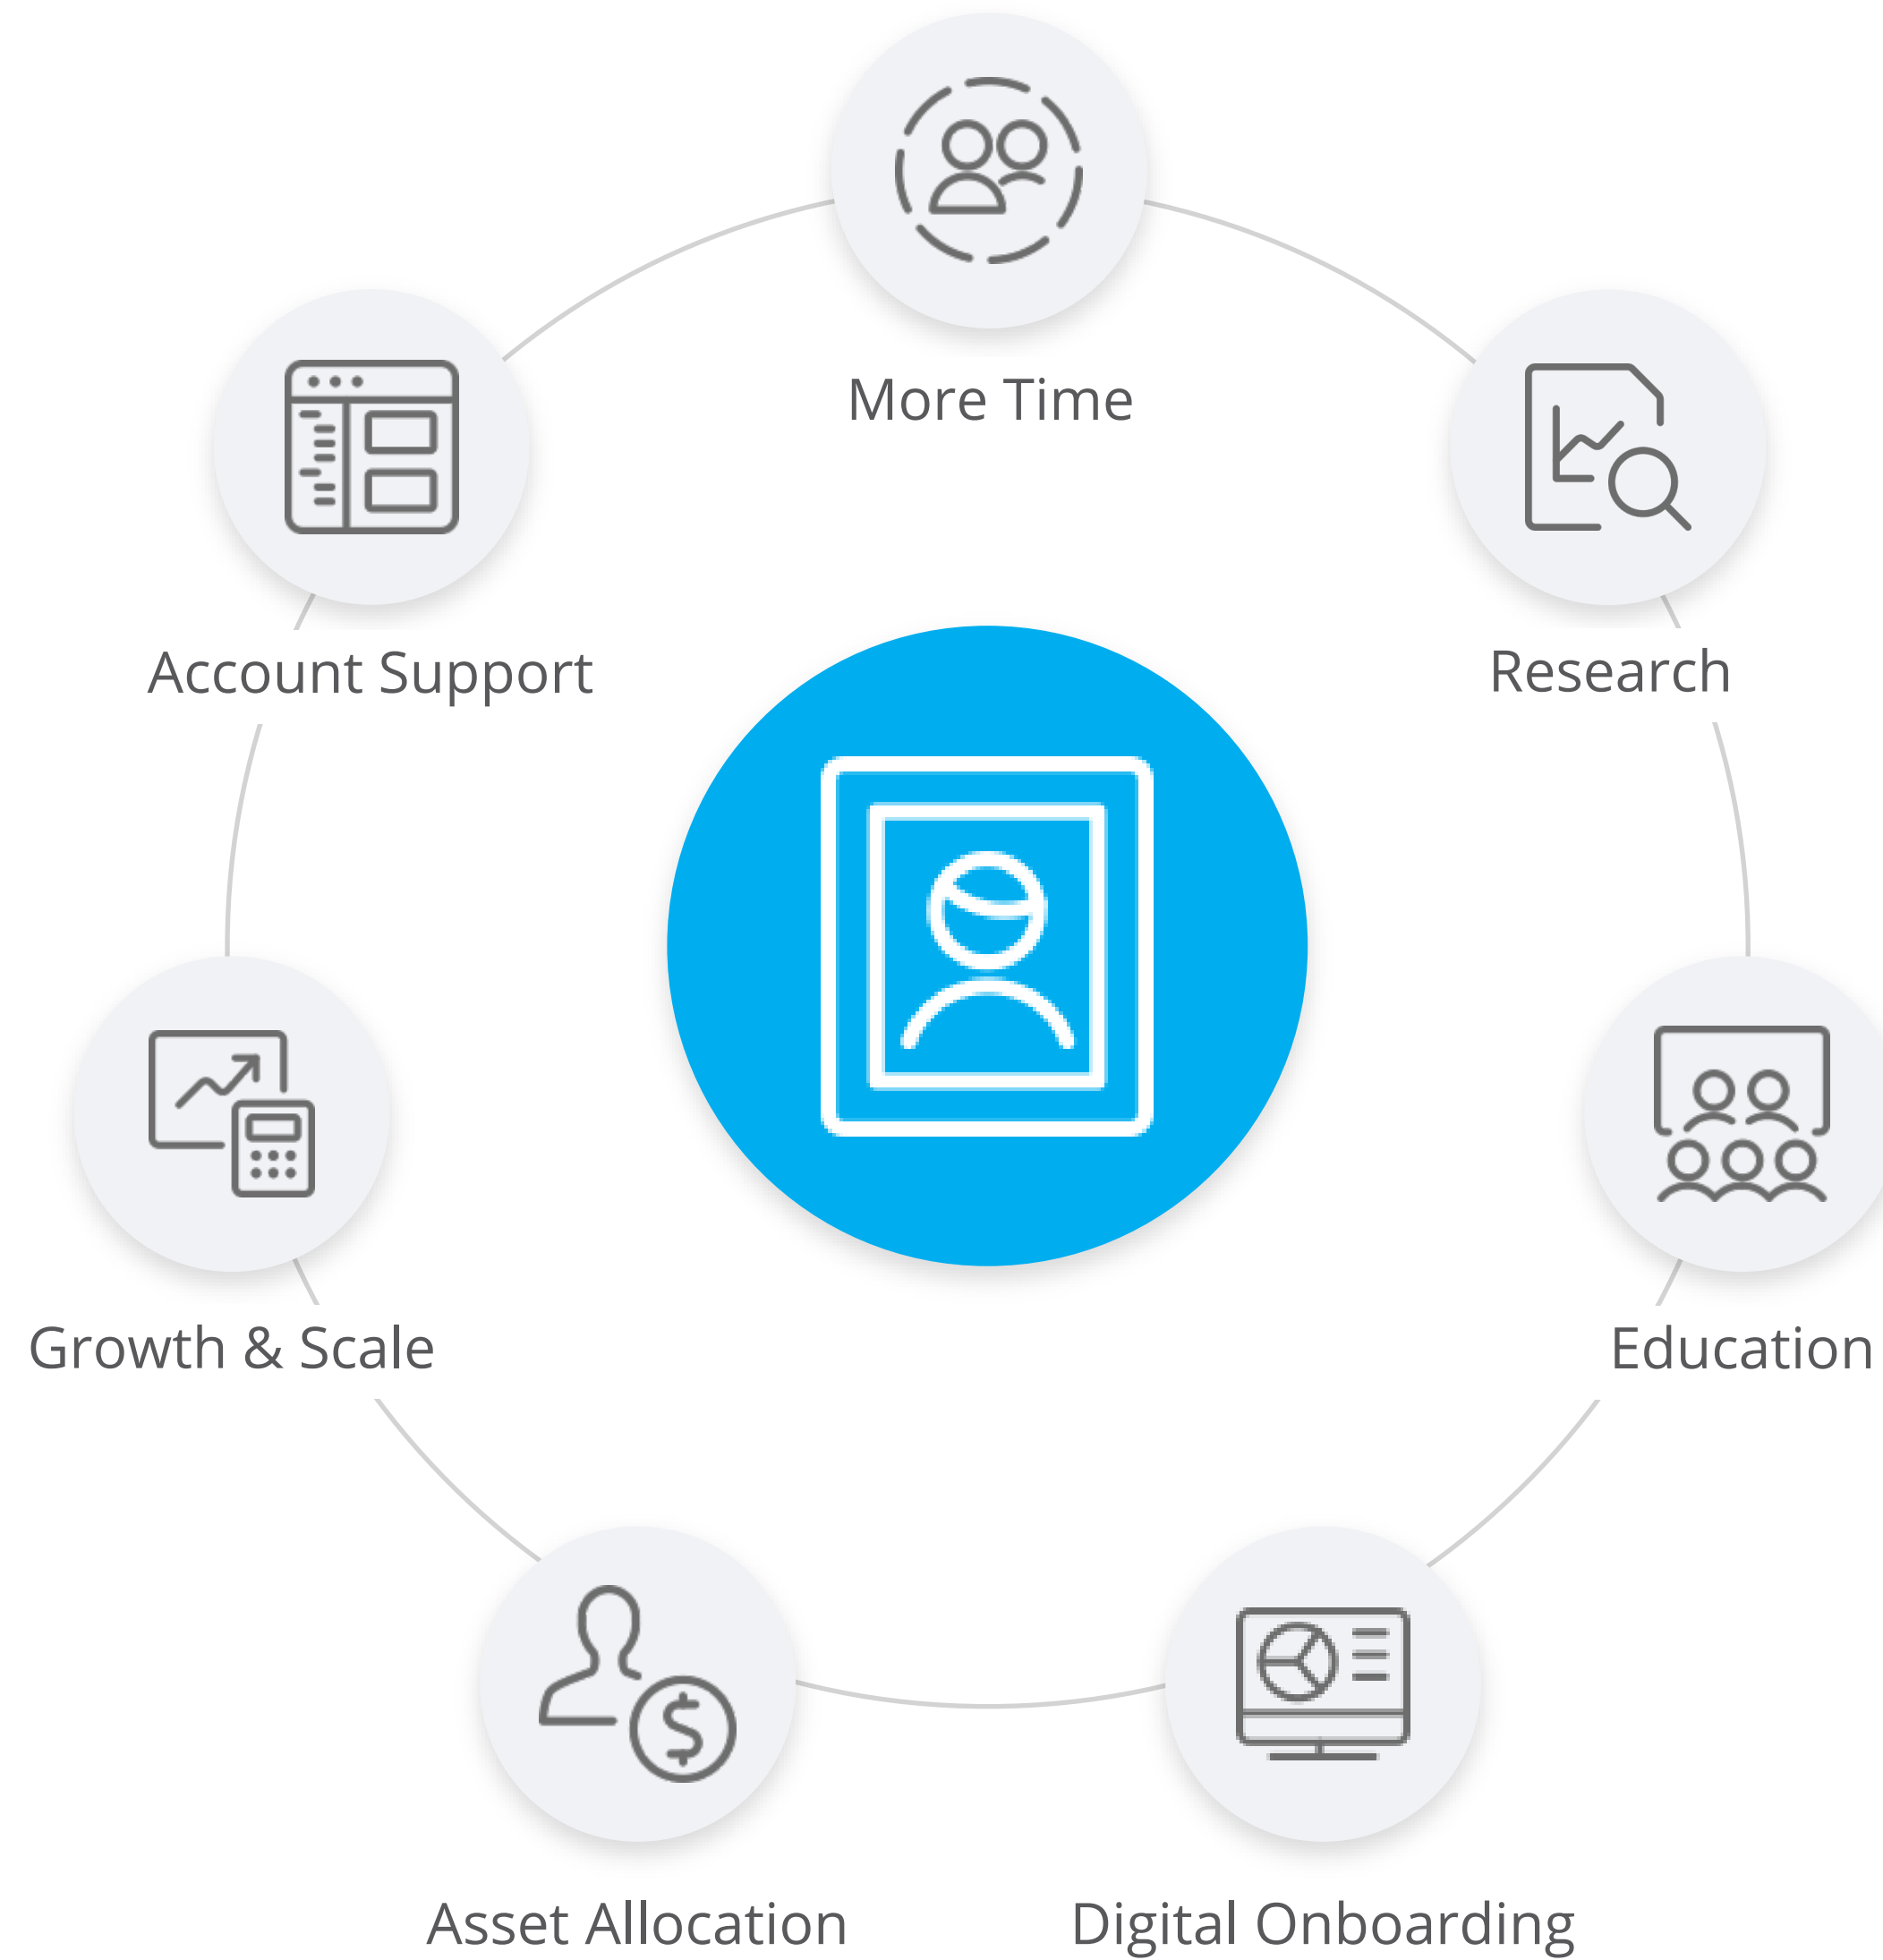 More Time
Account Support
Research
Growth & Scale
Education
Asset Allocation
Digital Onboarding